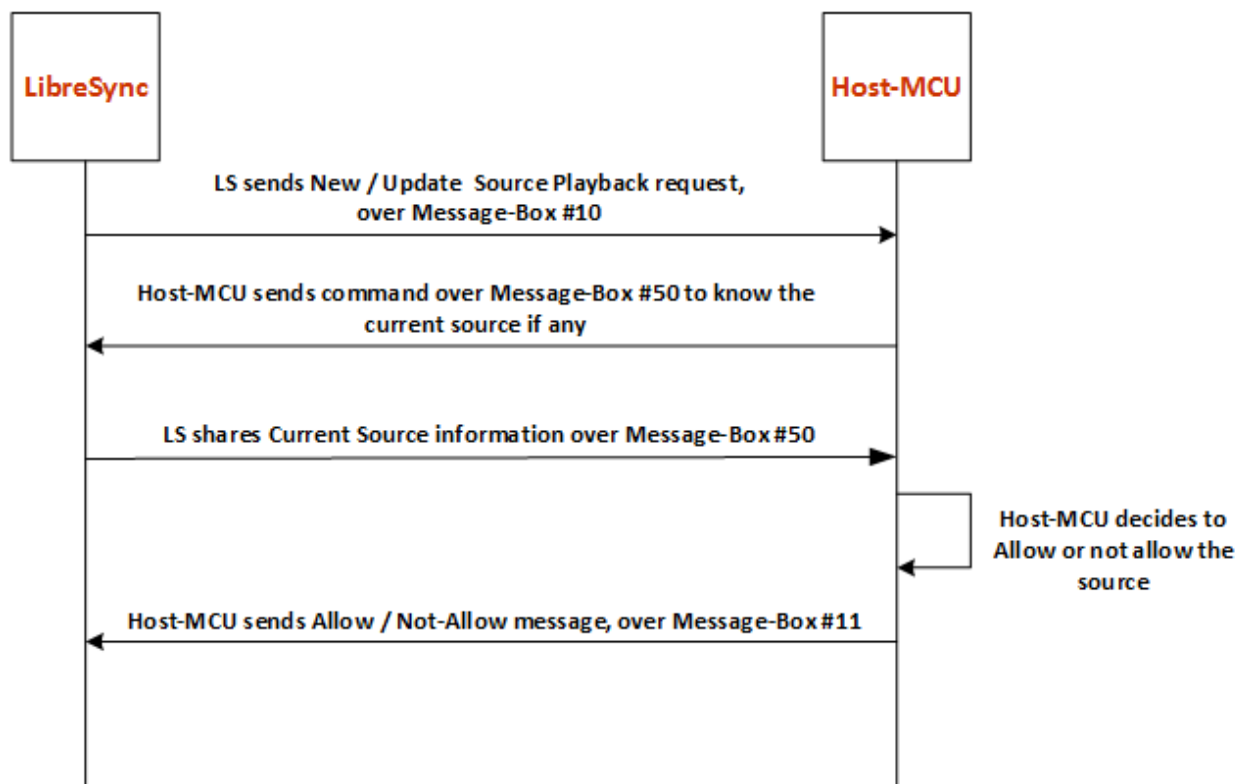 LibreSync
Host-MCU
LS sends New / Update Source Playback request,
over Message-Box #10
Host-MCU sends command over Message-Box #50 to know the
current source if any
LS shares Current Source information over Message-Box #50
Host-MCU decides to
Allow or not allow the
source
Host-MCU sends Allow / Not-Allow message, over Message-Box #11